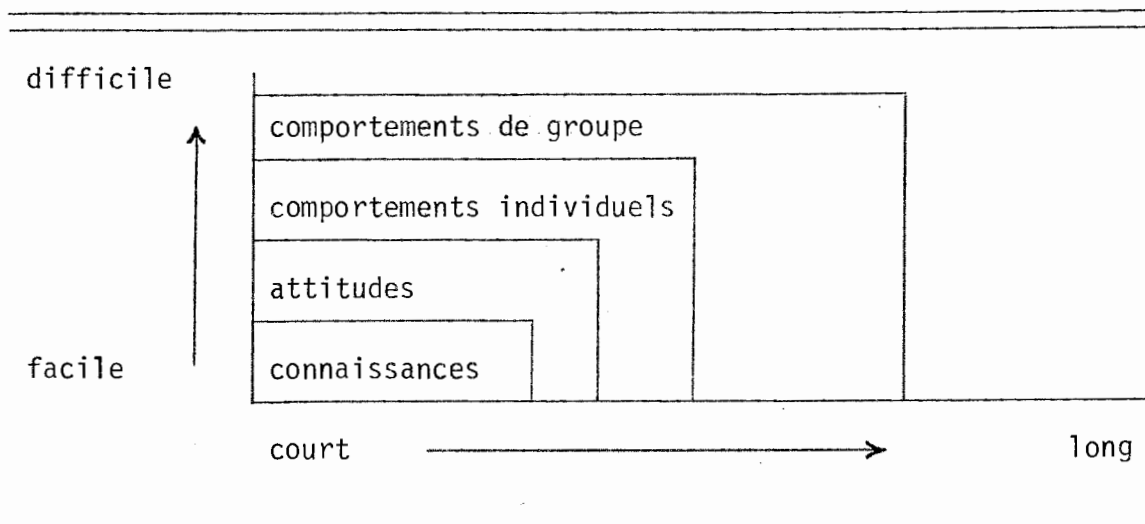 difficile
comportements de groupe
comportements individuels
attitudes
facile connaissances
court long